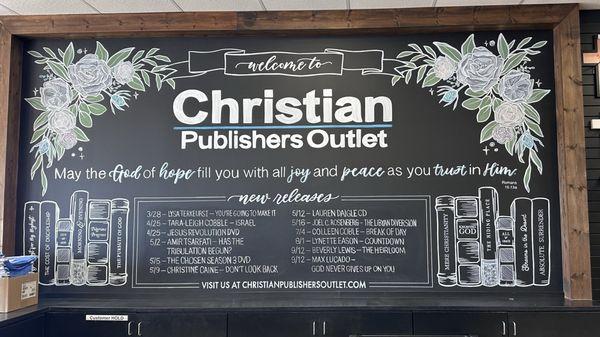 welcome to
Christian
Publishers Outlet
May the God of hope fill you with all joy and peace as you trust in Him.
Romans
15:13a
new releases
3/28 - LYSA TERKEURST - YOU'RE GOING TO MAKE IT
4/25 - TARA-LEIGH COBBLE - ISRAEL
4/25 - JESUS REVOLUTION DVD
5/2 - AMIR TSARFATI - HAS THE
TRIBULATION BEGUN?
5/5 - THE CHOSEN SEASON 3 DVD
5/9 - CHRISTINE CAINE - DON'T LOOK BACK
5/12 - LAUREN DAIGLE CD
5/16 - JOEL C. ROSENBERG - THE LIBYAN DIVERSION
7/4 - COLLEEN COBLE - BREAK OF DAY
8/1 - LYNETTE EASON - COUNTDOWN
9/12 - BEVERLY LEWIS - THE HEIRLOOM
9/12 - MAX LUCADO -
GOD NEVER GIVES UP ON YOU
VISIT US AT CHRISTIANPUBLISHERSOUTLET.COM
THE COST OF DISCIPLESHIP
MORNING & EVENING
THE PURSUIT OF GOD
MERE CHRISTIANITY
KNOWING GOD
THE HIDING PLACE
Streams in the Desert
ABSOLUTE SURRENDER
Customer HOLD